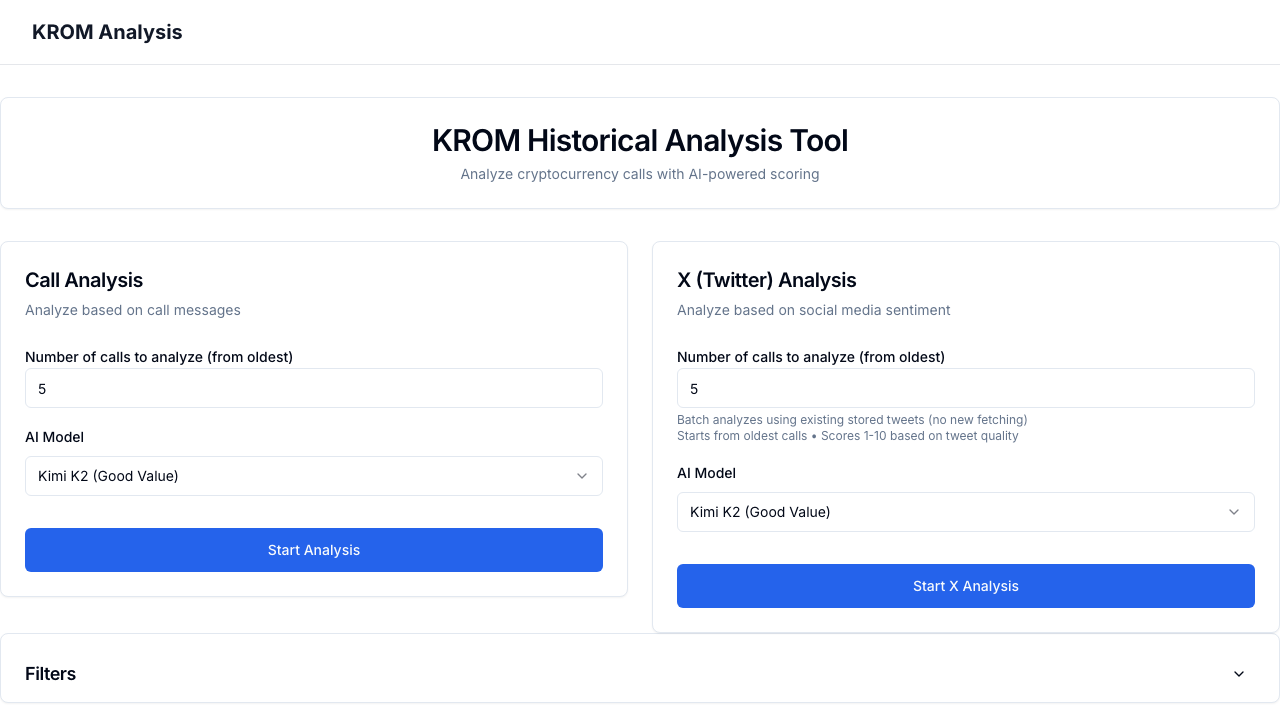 KROM Analysis
KROM Historical Analysis Tool
Analyze cryptocurrency calls with AI-powered scoring
Call Analysis
Analyze based on call messages
Number of calls to analyze (from oldest)
5
AI Model
Kimi K2 (Good Value)
Start Analysis
X (Twitter) Analysis
Analyze based on social media sentiment
Number of calls to analyze (from oldest)
5
Batch analyzes using existing stored tweets (no new fetching)
Starts from oldest calls • Scores 1-10 based on tweet quality
AI Model
Kimi K2 (Good Value)
Start X Analysis
Filters